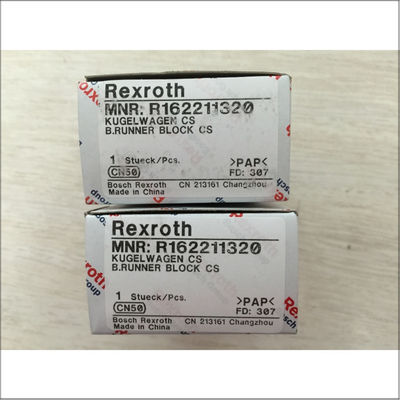 Rexroth
MNR: R162211320
KUGELWAGEN CS
B.RUNNER BLOCK CS
1 Stueck/Pcs. >PAP<
CN50 FD: 307
Bosch Rexroth CN 213161 Changzhou
Made in China
Rexroth
MNR: R162211320
KUGELWAGEN CS
B.RUNNER BLOCK CS
1 Stueck/Pcs. >PAP<
CN50 FD: 307
Bosch Rexroth CN 213161 Changzhou
Made in China